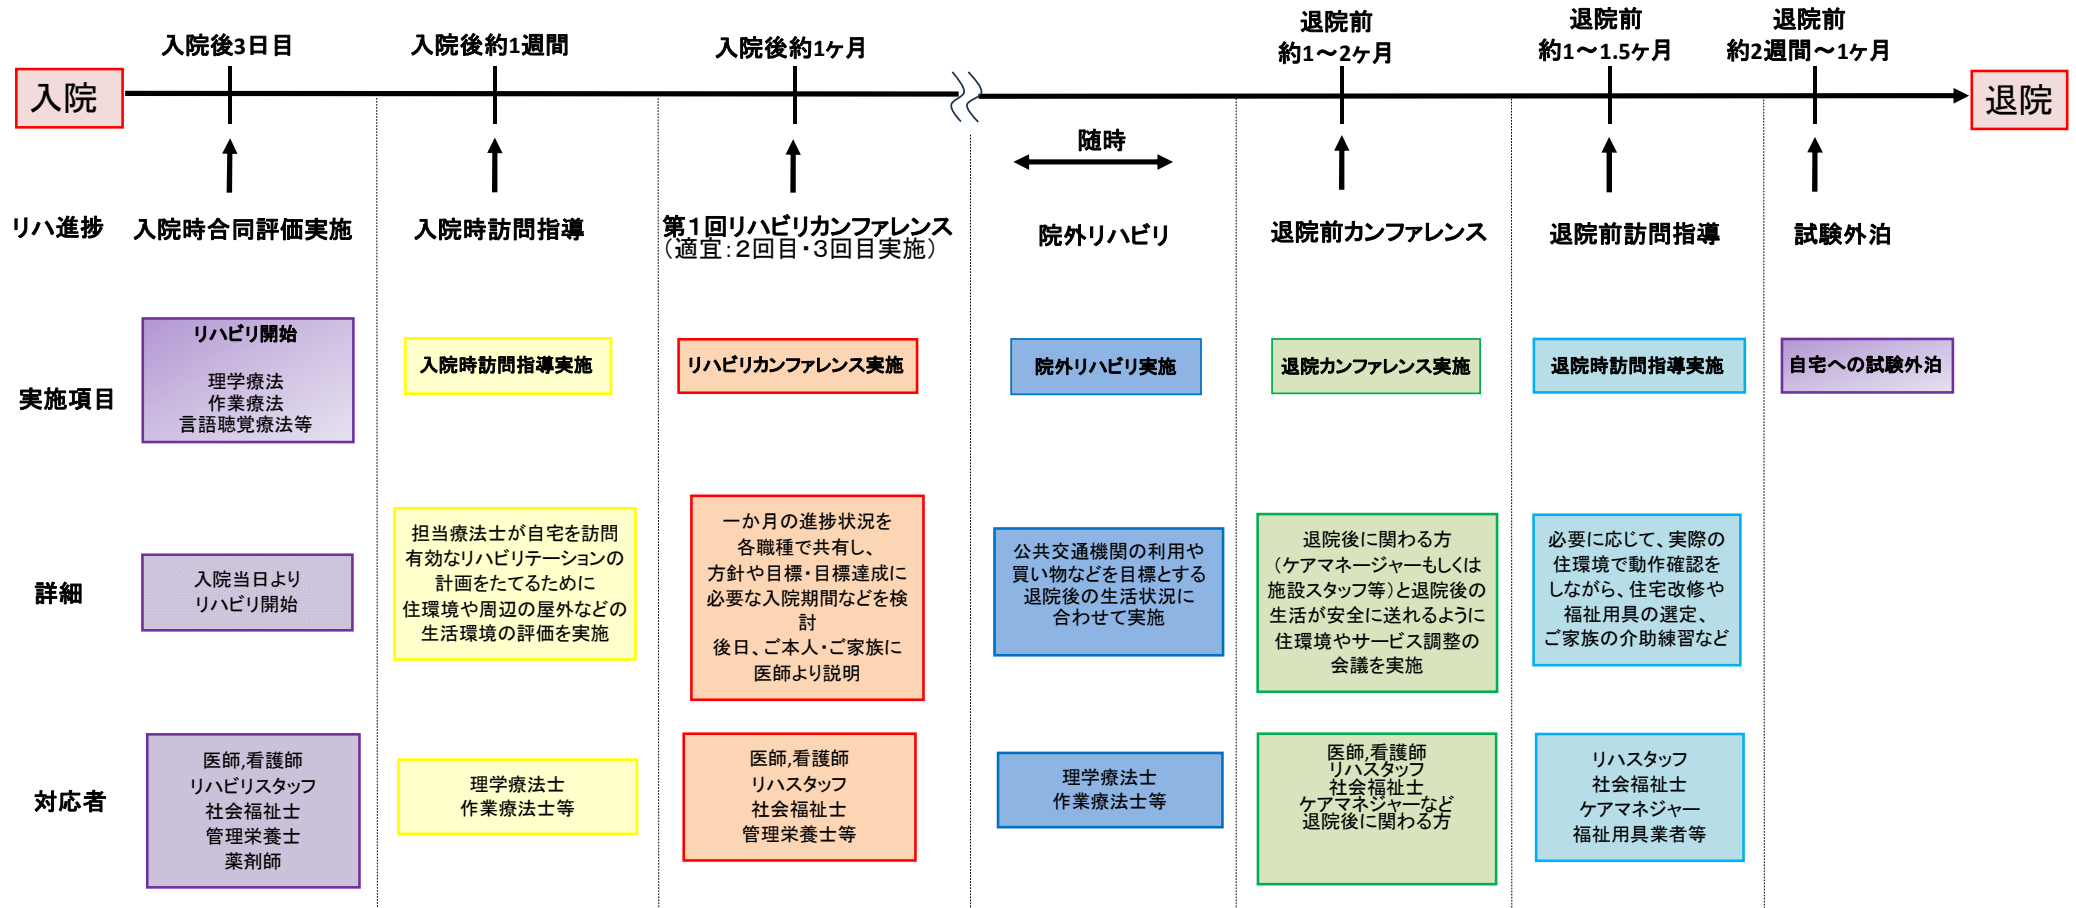 入院後3日目
入院後約1週間
入院後約1ヶ月
退院前
約1～2ヶ月
退院前
約1～1.5ヶ月
退院前
約2週間～1ヶ月
入院
退院
随時
リハ進捗
入院時合同評価実施
入院時訪問指導
第１回リハビリカンファレンス
（適宜：２回目・３回目実施）
院外リハビリ
退院前カンファレンス
退院前訪問指導
試験外泊
実施項目
リハビリ開始
理学療法
作業療法
言語聴覚療法等
入院時訪問指導実施
リハビリカンファレンス実施
院外リハビリ実施
退院カンファレンス実施
退院時訪問指導実施
自宅への試験外泊
詳細
入院当日より
リハビリ開始
担当療法士が自宅を訪問
有効なリハビリテーションの
計画をたてるために
住環境や周辺の屋外などの
生活環境の評価を実施
一か月の進捗状況を
各職種で共有し、
方針や目標・目標達成に
必要な入院期間などを検
討
後日、ご本人・ご家族に
医師より説明
公共交通機関の利用や
買い物などを目標とする
退院後の生活状況に
合わせて実施
退院後に関わる方
（ケアマネージャーもしくは
施設スタッフ等）と退院後の
生活が安全に送れるように
住環境やサービス調整の
会議を実施
必要に応じて、実際の
住環境で動作確認を
しながら、住宅改修や
福祉用具の選定、
ご家族の介助練習など
対応者
医師,看護師
リハビリスタッフ
社会福祉士
管理栄養士
薬剤師
理学療法士
作業療法士等
医師,看護師
リハスタッフ
社会福祉士
管理栄養士等
理学療法士
作業療法士等
医師,看護師
リハスタッフ
社会福祉士
ケアマネジャーなど
退院後に関わる方
リハスタッフ
社会福祉士
ケアマネジャー
福祉用具業者等